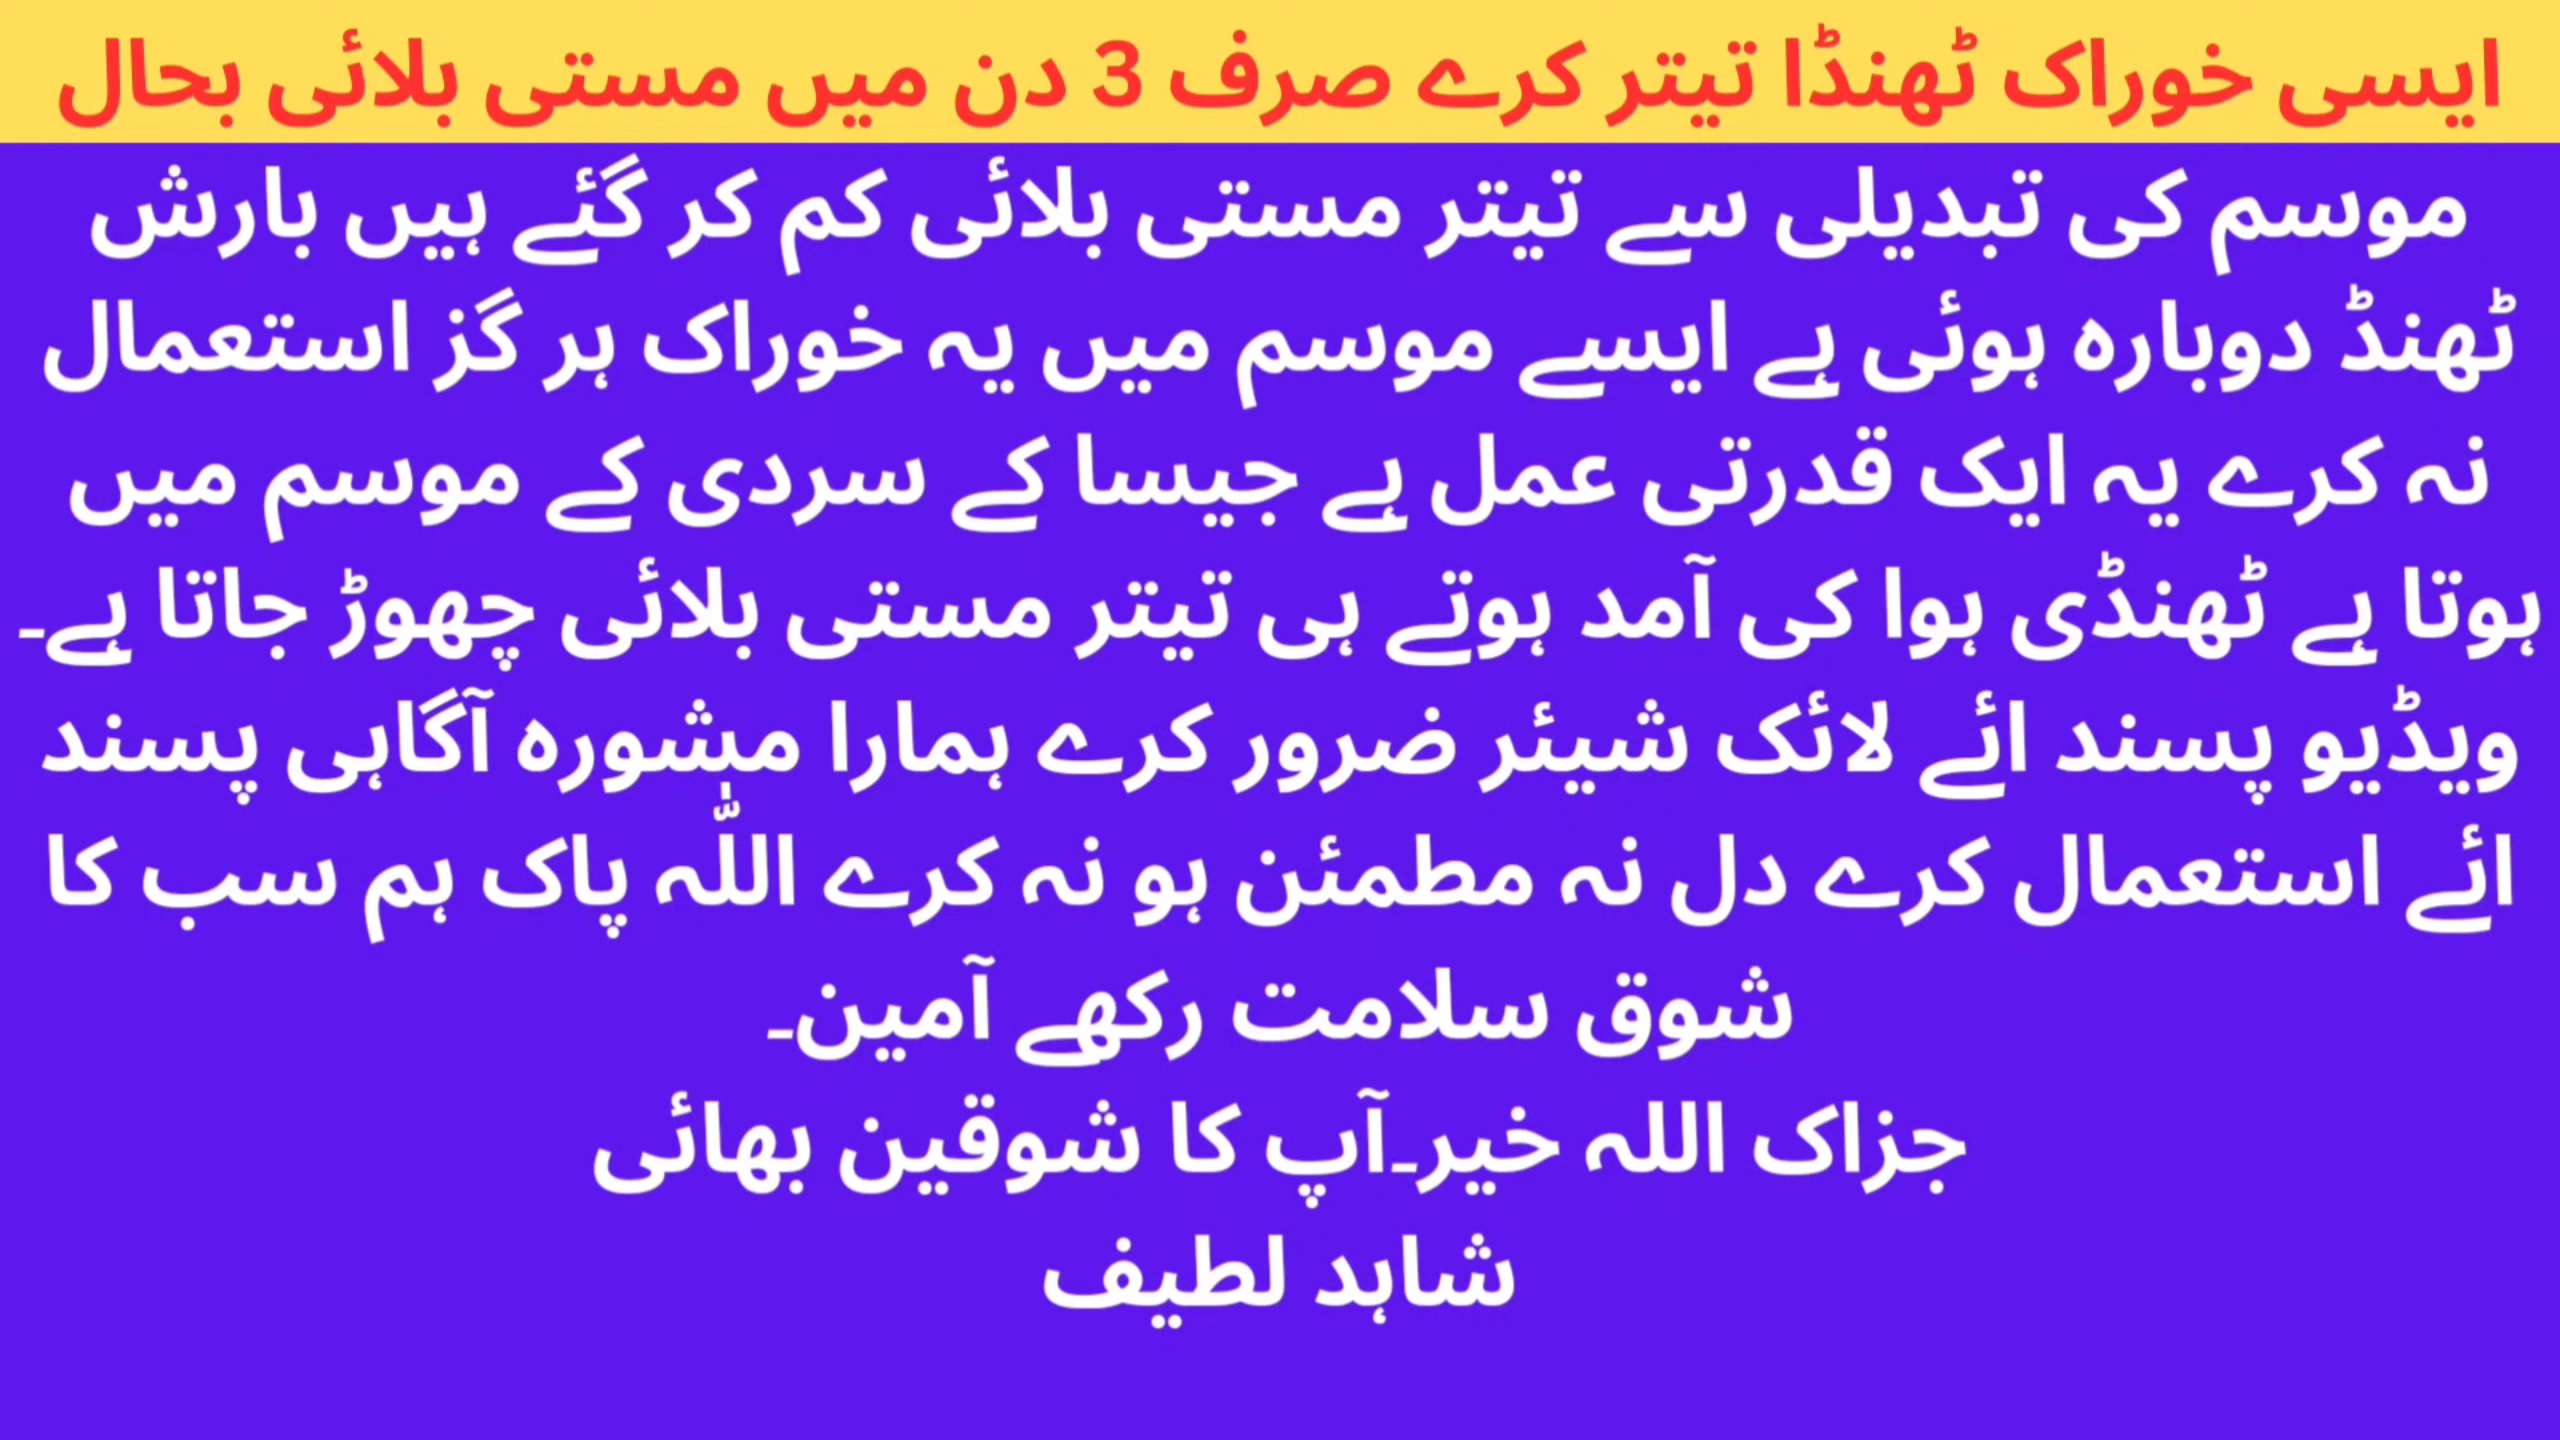 ایسی خوراک ٹھنڈا تیتر کرے صرف 3 دن میں مستی بلائی بحال
موسم کی تبدیلی سے تیتر مستی بلائی کم کر گئے ہیں بارش
ٹھنڈ دوبارہ ہوئی ہے ایسے موسم میں یہ خوراک ہر گز استعمال
نہ کرے یہ ایک قدرتی عمل ہے جیسا کے سردی کے موسم میں
ہوتا ہے ٹھنڈی ہوا کی آمد ہوتے ہی تیتر مستی بلائی چھوڑ جاتا ہے۔
ویڈیو پسند ائے لائک شیئر ضرور کرے ہمارا مشورہ آگاہی پسند
ائے استعمال کرے دل نہ مطمئن ہو نہ کرے اللّٰہ پاک ہم سب کا
شوق سلامت رکھے آمین۔
جزاک اللہ خیر۔آپ کا شوقین بھائی
شاہد لطیف